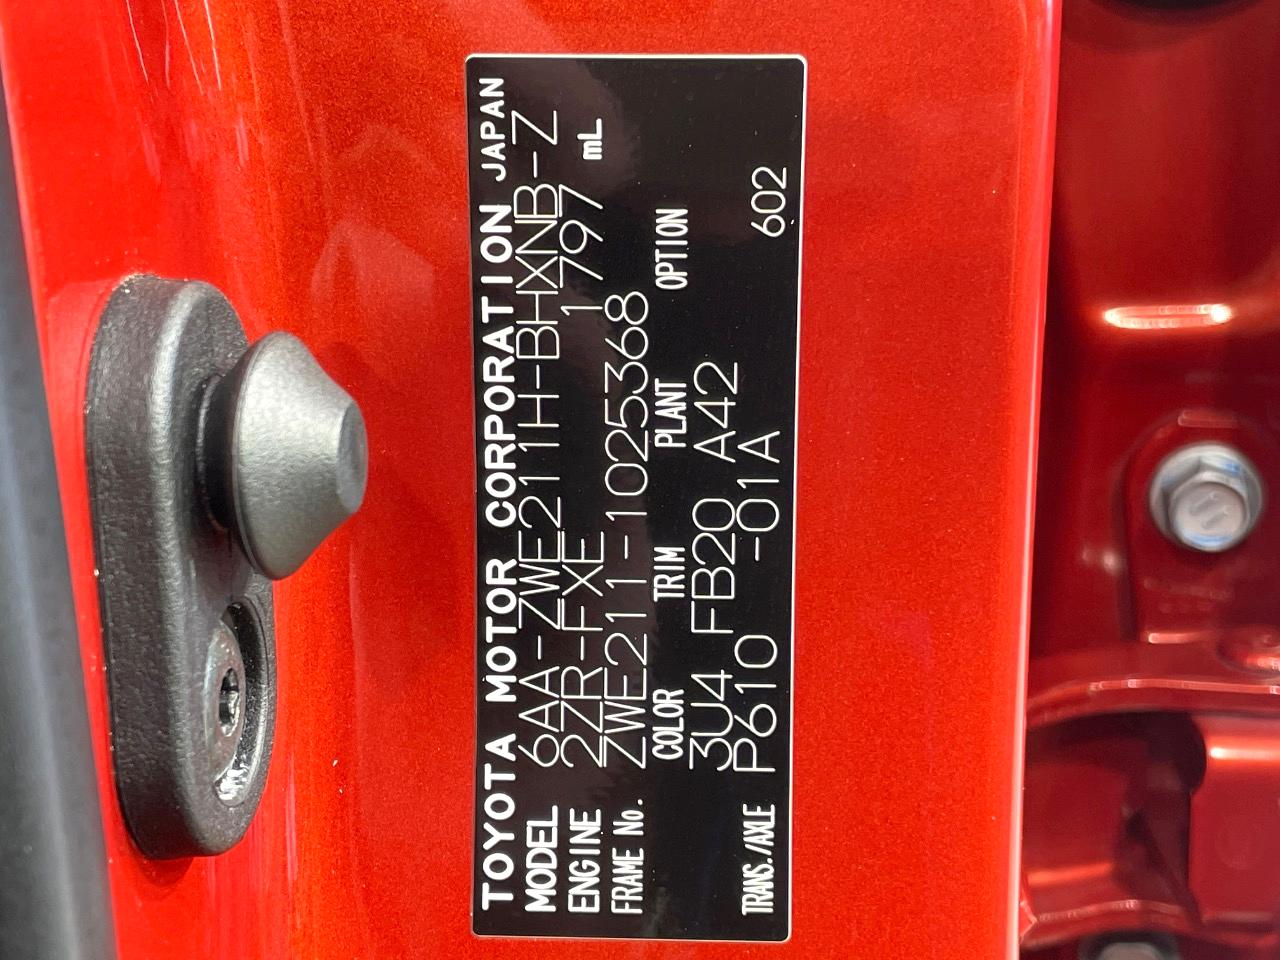 TOYOTA MOTOR CORPORATION JAPAN
MODEL 6AA-ZWE211H-BHXNB-Z
ENGINE 2ZR-FXE 1797 mL
FRAME No. ZWE211-1025368
COLOR TRIM PLANT OPTION
3U4 FB20 A42
TRANS./AXLE P610 -01A 602